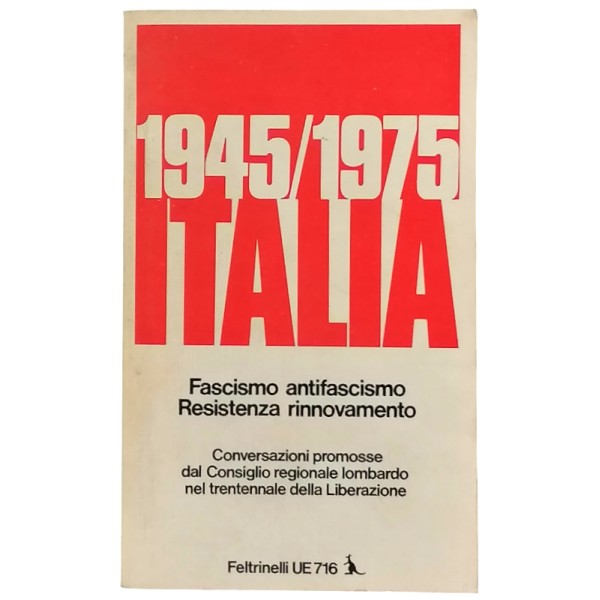 1945/1975
ITALIA
Fascismo antifascismo
Resistenza rinnovamento
Conversazioni promosse
dal Consiglio regionale lombardo
nel trentennale della Liberazione
Feltrinelli UE 716